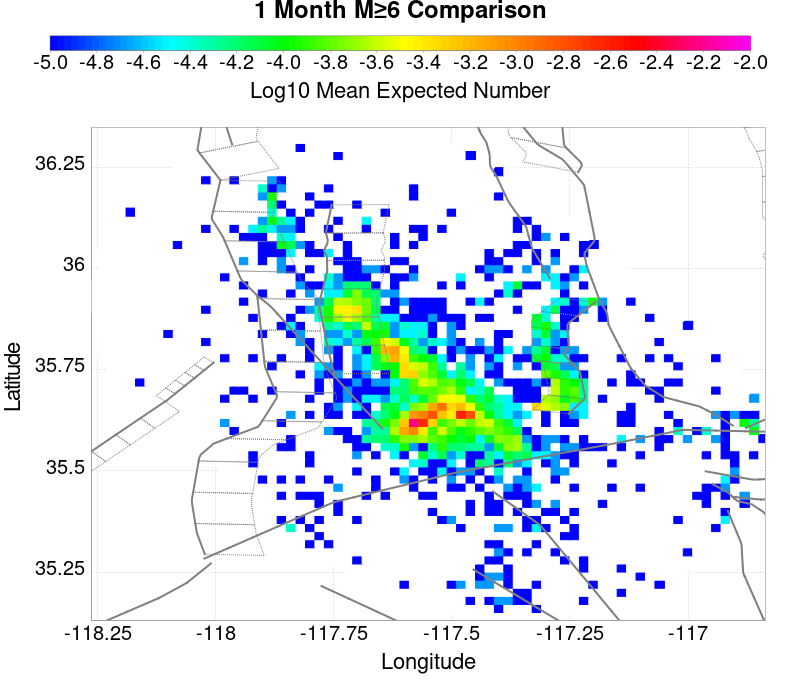 1 Month M≥6 Comparison
-5.0 -4.8 -4.6 -4.4 -4.2 -4.0 -3.8 -3.6 -3.4 -3.2 -3.0 -2.8 -2.6 -2.4 -2.2 -2.0
Log10 Mean Expected Number
36.25
36
35.75
35.5
35.25
Latitude
-118.25 -118 -117.75 -117.5 -117.25 -117
Longitude